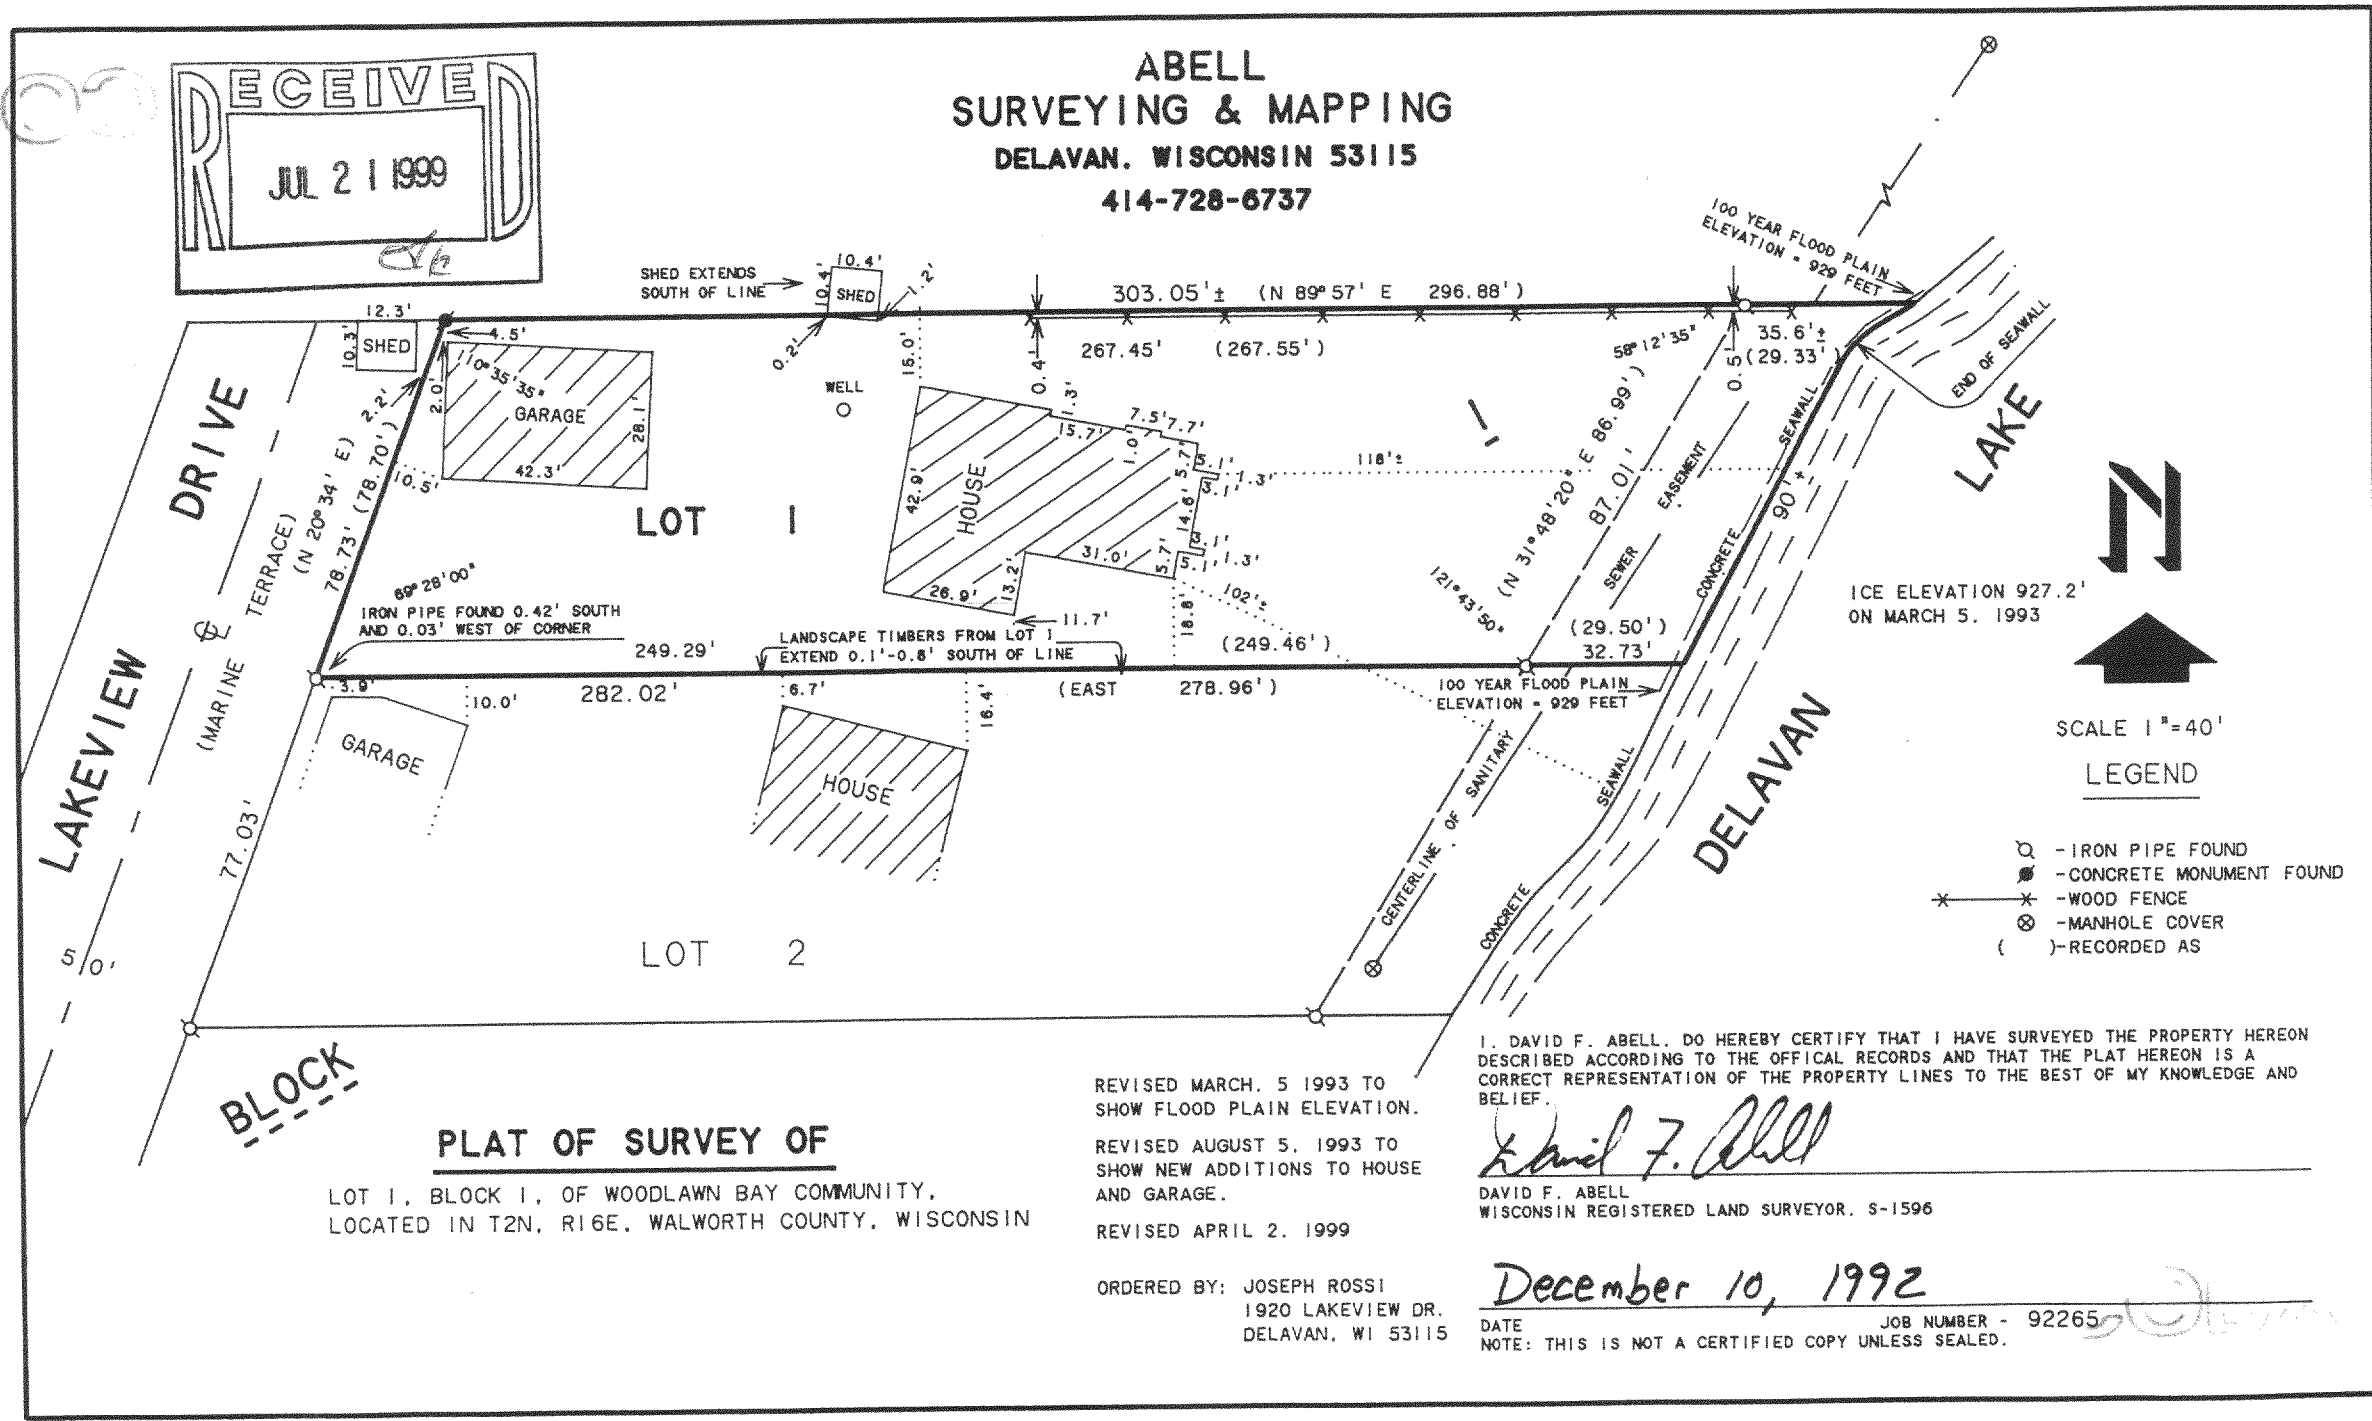 RECEIVED
JUL 21 1999
ABELL
SURVEYING & MAPPING
DELAVAN, WISCONSIN 53115
414-728-6737
100 YEAR FLOOD PLAIN
ELEVATION = 929 FEET
SHED EXTENDS
SOUTH OF LINE
10.4'
10.4'
SHED
1.2'
0.2'
303.05'± (N 89°57' E 296.88')
12.3'
10.3'
SHED
4.5'
2.0'
2.2'
110°35'35"
GARAGE
28.1'
42.3'
10.5'
15.0'
0.4'
267.45' (267.55')
58°12'35"
0.5'
35.6'±
(29.33')
END OF SEAWALL
WELL
1.3'
15.7'
7.5'
7.7'
1.0'
5.7'
5.1'
1.3'
3.1'
14.6'
42.9'
HOUSE
31.0'
5.7'
3.1'
1.3'
5.1'
13.2'
26.9'
11.7'
118'±
102'±
18.8'
LOT 1
(N 31°48'20" E 86.99')
87.01'
SEWER EASEMENT
121°43'50"
CONCRETE SEAWALL
90'±
LAKE
DELAVAN
LAKEVIEW DRIVE
(MARINE TERRACE)
(N 20°34' E)
78.73' (78.70')
69°28'00"
IRON PIPE FOUND 0.42' SOUTH
AND 0.03' WEST OF CORNER
249.29'
LANDSCAPE TIMBERS FROM LOT 1
EXTEND 0.1'-0.8' SOUTH OF LINE
(249.46')
(29.50')
32.73'
3.9'
10.0'
282.02'
6.7'
16.4'
(EAST 278.96')
100 YEAR FLOOD PLAIN
ELEVATION = 929 FEET
GARAGE
HOUSE
77.03'
50'
CENTERLINE OF SANITARY
CONCRETE SEAWALL
LOT 2
BLOCK
1
N
ICE ELEVATION 927.2'
ON MARCH 5, 1993
SCALE 1"=40'
LEGEND
-IRON PIPE FOUND
-CONCRETE MONUMENT FOUND
-WOOD FENCE
-MANHOLE COVER
( )-RECORDED AS
PLAT OF SURVEY OF
LOT 1, BLOCK 1, OF WOODLAWN BAY COMMUNITY,
LOCATED IN T2N, R16E, WALWORTH COUNTY, WISCONSIN
REVISED MARCH, 5 1993 TO
SHOW FLOOD PLAIN ELEVATION.
REVISED AUGUST 5, 1993 TO
SHOW NEW ADDITIONS TO HOUSE
AND GARAGE.
REVISED APRIL 2, 1999
ORDERED BY: JOSEPH ROSSI
1920 LAKEVIEW DR.
DELAVAN, WI 53115
I, DAVID F. ABELL, DO HEREBY CERTIFY THAT I HAVE SURVEYED THE PROPERTY HEREON
DESCRIBED ACCORDING TO THE OFFICAL RECORDS AND THAT THE PLAT HEREON IS A
CORRECT REPRESENTATION OF THE PROPERTY LINES TO THE BEST OF MY KNOWLEDGE AND
BELIEF.
David F. Abell
DAVID F. ABELL
WISCONSIN REGISTERED LAND SURVEYOR, S-1596
December 10, 1992
DATE JOB NUMBER - 92265
NOTE: THIS IS NOT A CERTIFIED COPY UNLESS SEALED.